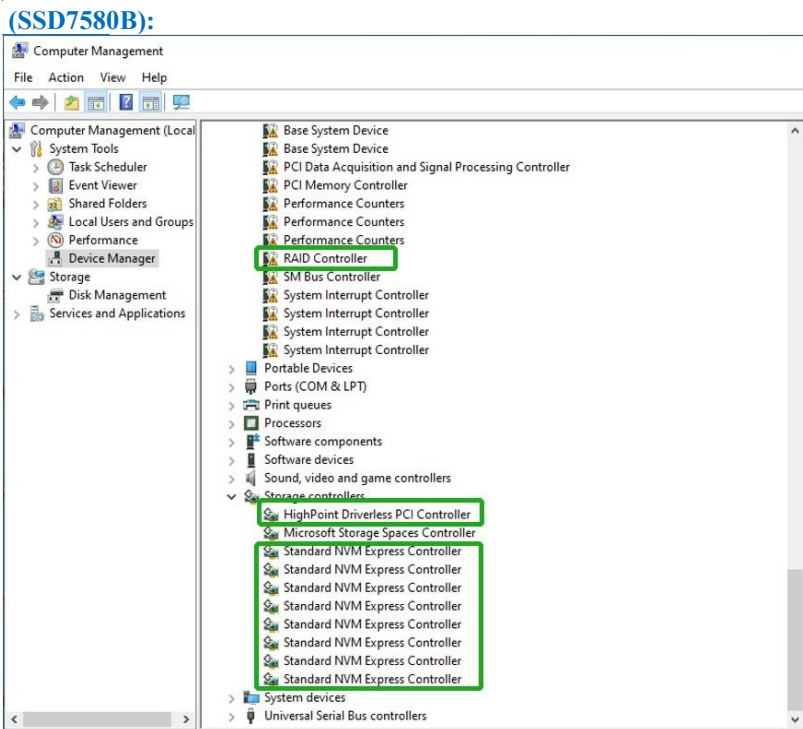 (SSD7580B):
Computer Management
File Action View Help
Computer Management (Local
System Tools
Task Scheduler
Event Viewer
Shared Folders
Local Users and Groups
Performance
Device Manager
Storage
Disk Management
Services and Applications
Base System Device
Base System Device
PCI Data Acquisition and Signal Processing Controller
PCI Memory Controller
Performance Counters
Performance Counters
Performance Counters
RAID Controller
SM Bus Controller
System Interrupt Controller
System Interrupt Controller
System Interrupt Controller
System Interrupt Controller
Portable Devices
Ports (COM & LPT)
Print queues
Processors
Software components
Software devices
Sound, video and game controllers
Storage controllers
HighPoint Driverless PCI Controller
Microsoft Storage Spaces Controller
Standard NVM Express Controller
Standard NVM Express Controller
Standard NVM Express Controller
Standard NVM Express Controller
Standard NVM Express Controller
Standard NVM Express Controller
Standard NVM Express Controller
Standard NVM Express Controller
System devices
Universal Serial Bus controllers